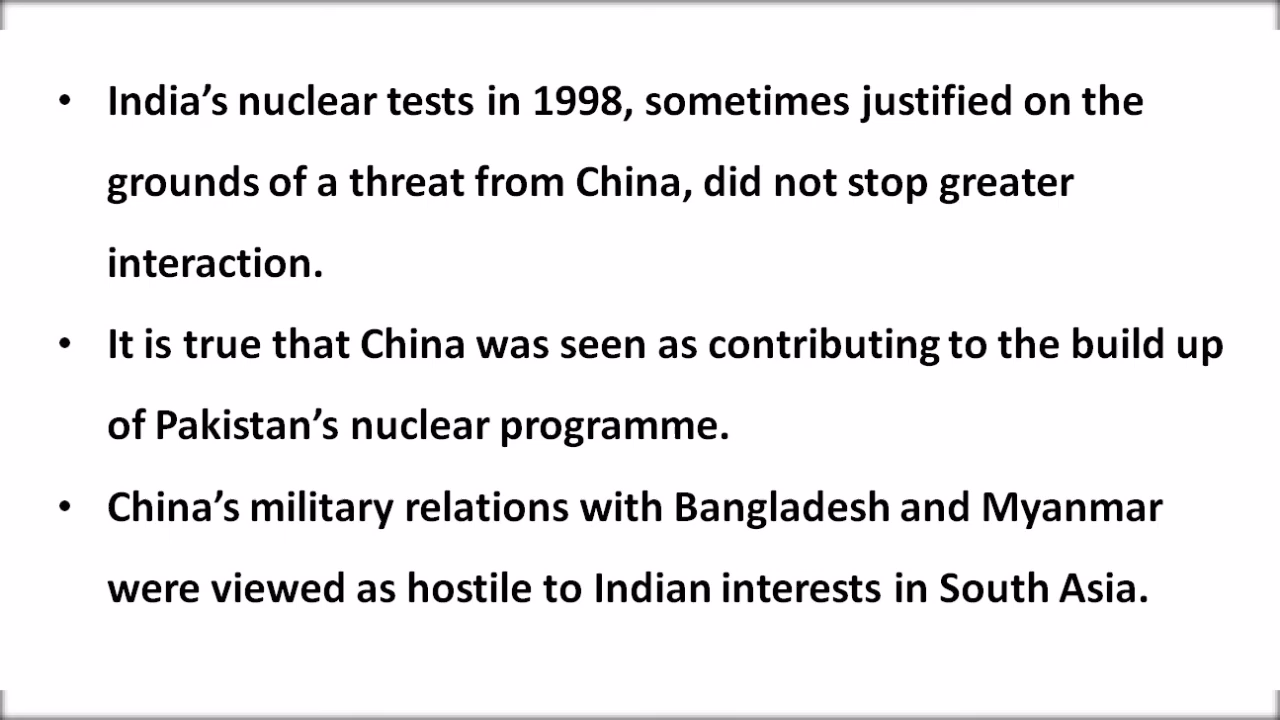 • India’s nuclear tests in 1998, sometimes justified on the
grounds of a threat from China, did not stop greater
interaction.
• It is true that China was seen as contributing to the build up
of Pakistan’s nuclear programme.
• China’s military relations with Bangladesh and Myanmar
were viewed as hostile to Indian interests in South Asia.